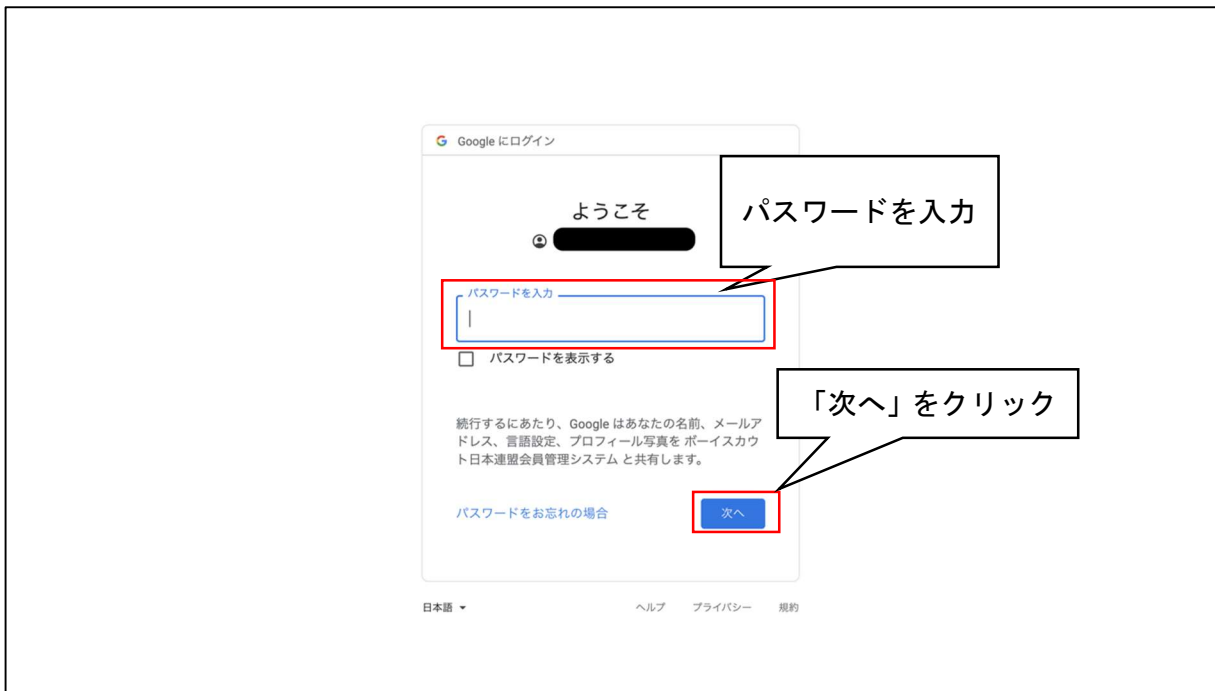 Google にログイン
ようこそ
パスワードを入力
パスワードを入力
パスワードを表示する
「次へ」をクリック
続行するにあたり、Google はあなたの名前、メールア
ドレス、言語設定、プロフィール写真を ボーイスカウ
ト日本連盟会員管理システム と共有します。
パスワードをお忘れの場合
次へ
日本語
ヘルプ プライバシー 規約